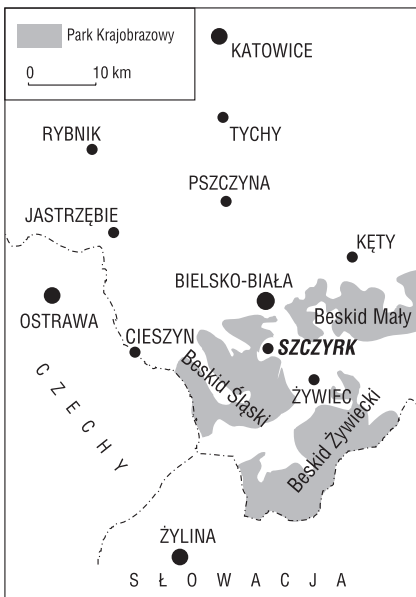 Park Krajobrazowy
0 10 km
KATOWICE
TYCHY
RYBNIK
PSZCZYNA
JASTRZĘBIE
KĘTY
BIELSKO-BIAŁA
OSTRAWA
Beskid Mały
CIESZYN
SZCZYRK
Beskid Śląski
ŻYWIEC
CZECHY
Beskid Żywiecki
ŻYLINA
SŁOWACJA